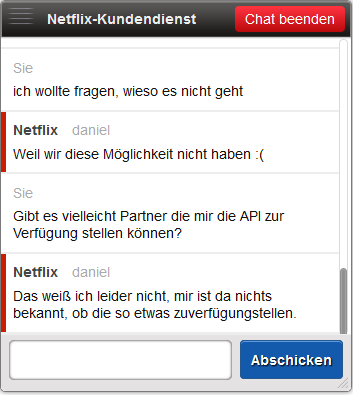 Netflix-Kundendienst
Chat beenden
Sie
ich wollte fragen, wieso es nicht geht
Netflix daniel
Weil wir diese Möglichkeit nicht haben :(
Sie
Gibt es vielleicht Partner die mir die API zur
Verfügung stellen können?
Netflix daniel
Das weiß ich leider nicht, mir ist da nichts
bekannt, ob die so etwas zuverfügungstellen.
Abschicken